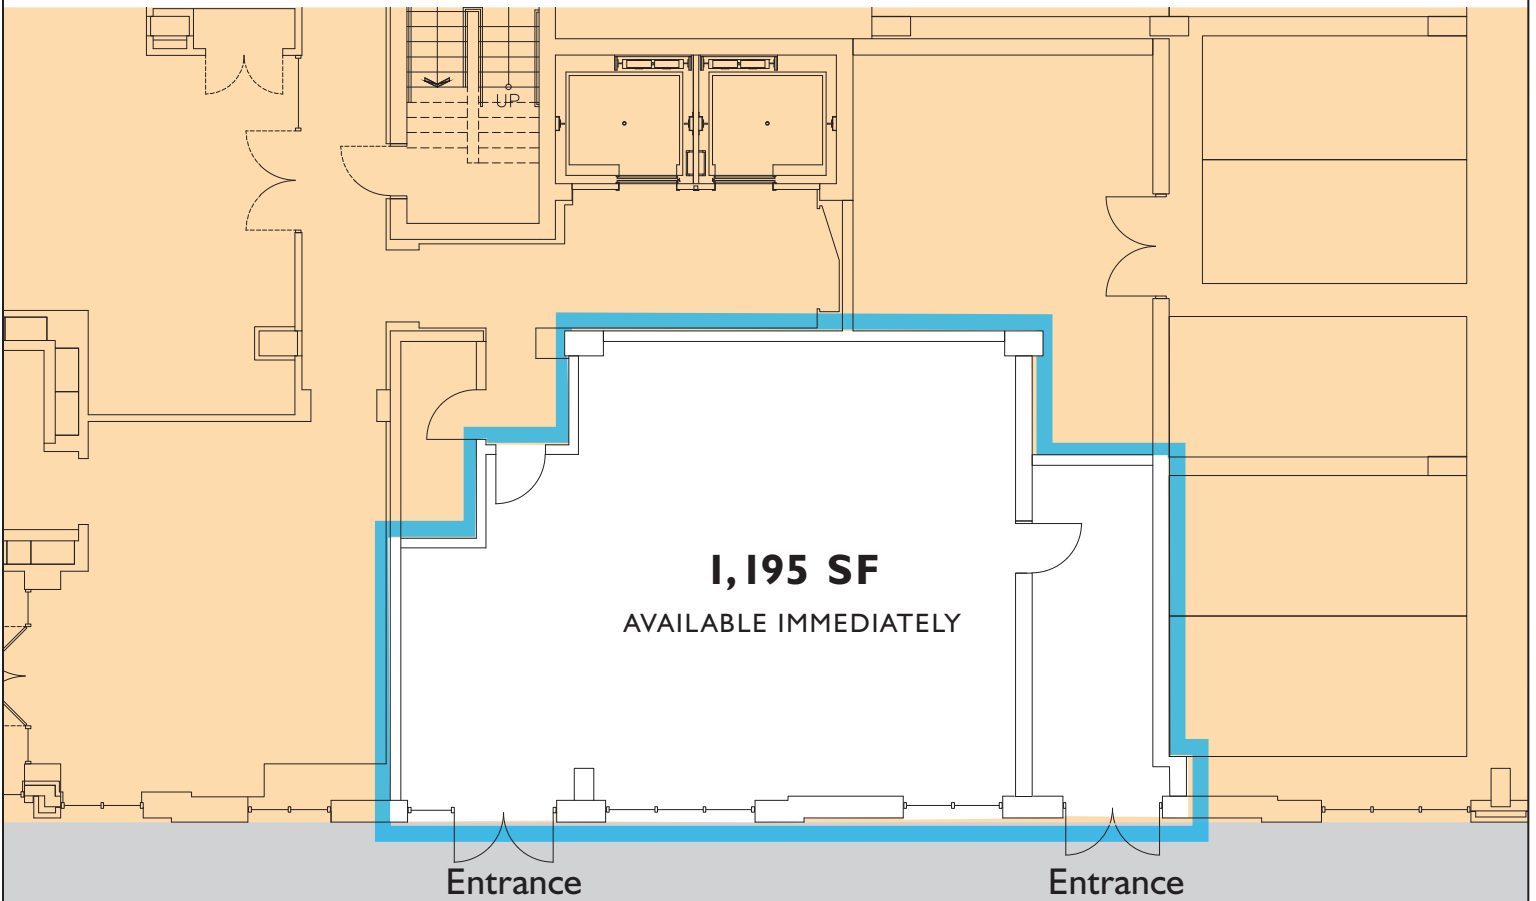 UP
1,195 SF
AVAILABLE IMMEDIATELY
Entrance
Entrance